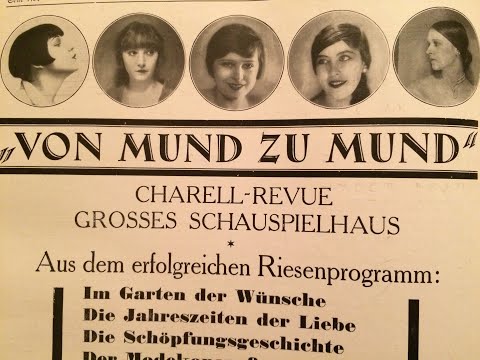 „VON MUND ZU MUND“
CHARELL-REVUE
GROSSES SCHAUSPIELHAUS
*
Aus dem erfolgreichen Riesenprogramm:
Im Garten der Wünsche
Die Jahreszeiten der Liebe
Die Schöpfungsgeschichte
Der